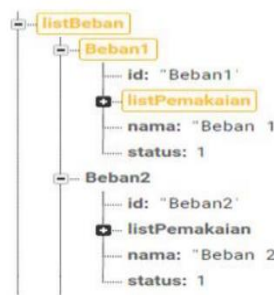 listBeban
Beban1
id: "Beban1'
listPemakaian
nama: "Beban 1
status: 1
Beban2
id: "Beban2'
listPemakaian
nama: "Beban 2
status: 1